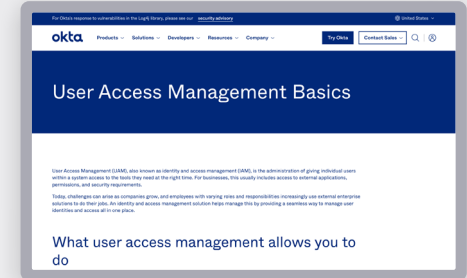 For Okta's response to vulnerabilities in the Log4j library, please see our security advisory United States
okta Products Solutions Developers Resources Company Try Okta Contact Sales
User Access Management Basics
User Access Management (UAM), also known as identity and access management (IAM), is the administration of giving individual users
within a system access to the tools they need at the right time. For businesses, this usually includes access to external applications,
permissions, and security requirements.
Today, challenges can arise as companies grow, and employees with varying roles and responsibilities increasingly use external enterprise
solutions to do their jobs. An identity and access management solution helps manage this by providing a seamless way to manage user
identities and access all in one place.
What user access management allows you to
do